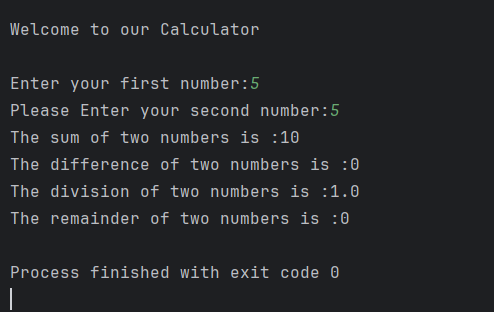 Welcome to our Calculator
Enter your first number:5
Please Enter your second number:5
The sum of two numbers is :10
The difference of two numbers is :0
The division of two numbers is :1.0
The remainder of two numbers is :0
Process finished with exit code 0